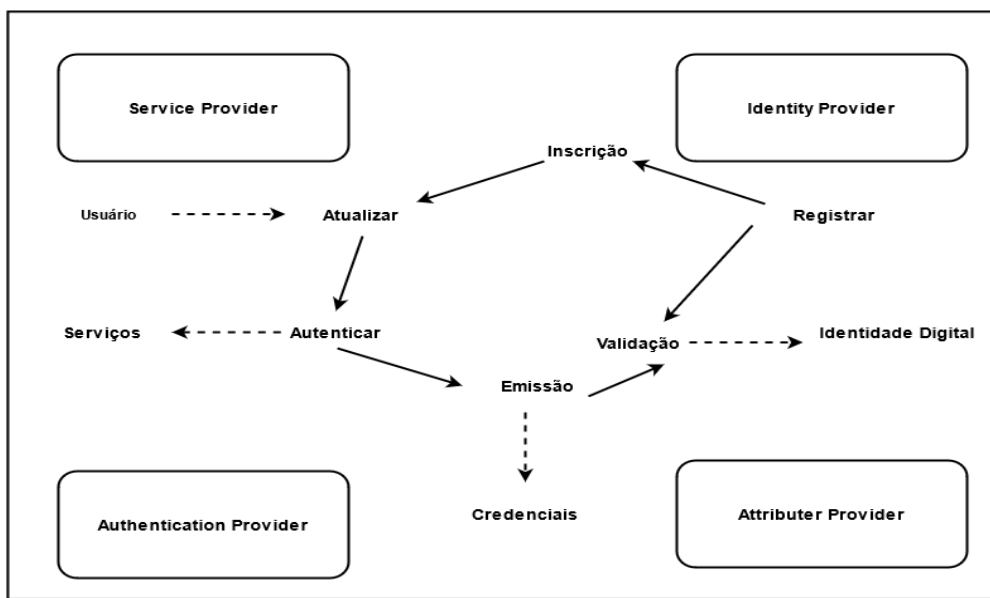 Service Provider
Identity Provider
Inscrição
Usuário
Atualizar
Registrar
Serviços
Autenticar
Validação
Identidade Digital
Emissão
Credenciais
Authentication Provider
Attributer Provider